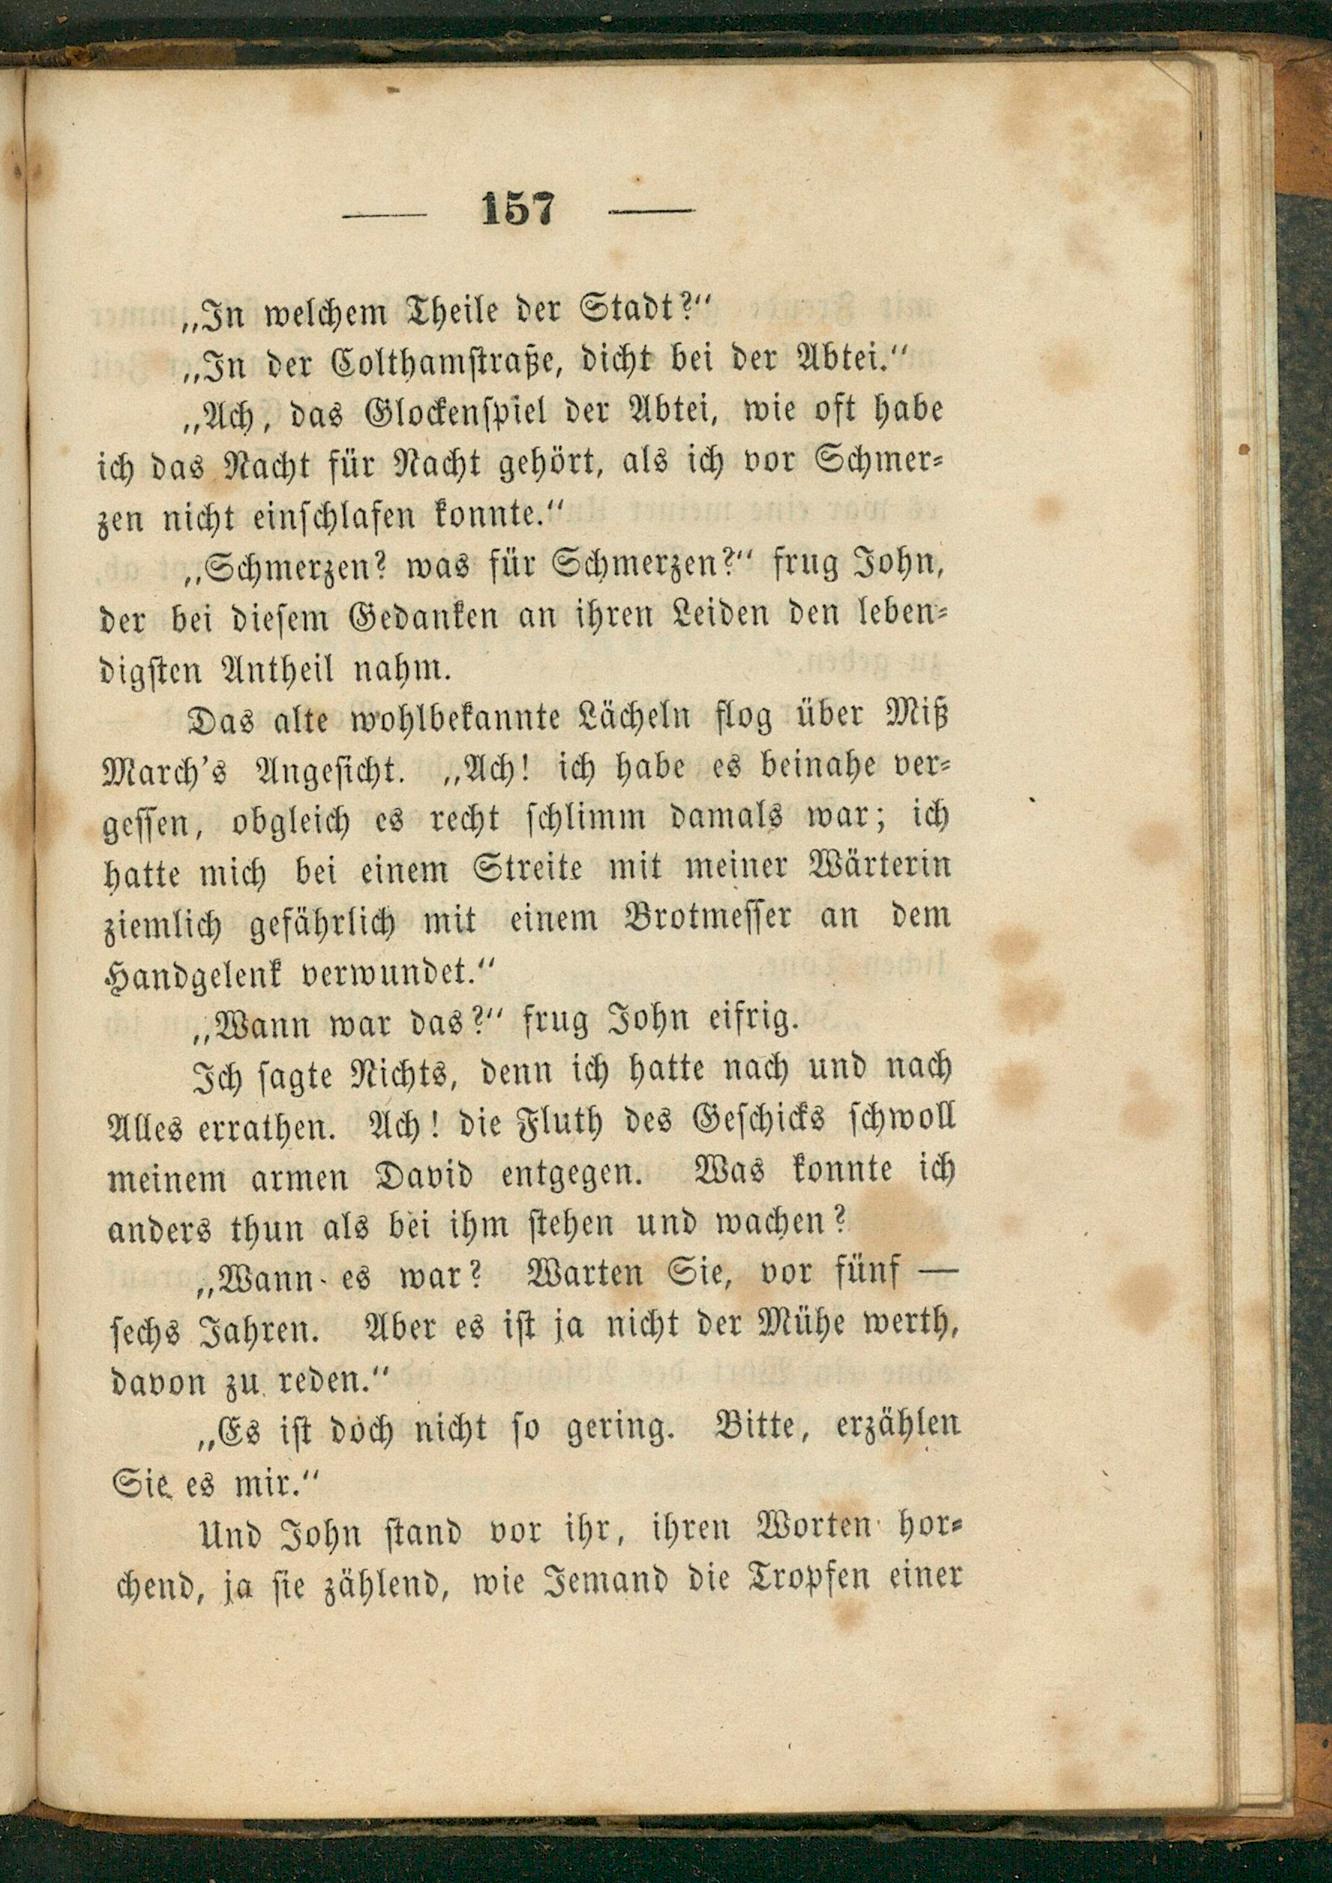 — 157 —
„In welchem Theile der Stadt?“
„In der Colthamstraße, dicht bei der Abtei.“
„Ach, das Glockenspiel der Abtei, wie oft habe
ich das Nacht für Nacht gehört, als ich vor Schmer-
zen nicht einschlafen konnte.“
„Schmerzen? was für Schmerzen?“ frug John,
der bei diesem Gedanken an ihren Leiden den leben-
digsten Antheil nahm.
Das alte wohlbekannte Lächeln flog über Miß
March's Angesicht. „Ach! ich habe es beinahe ver-
gessen, obgleich es recht schlimm damals war; ich
hatte mich bei einem Streite mit meiner Wärterin
ziemlich gefährlich mit einem Brotmesser an dem
Handgelenk verwundet.“
„Wann war das?“ frug John eifrig.
Ich sagte Nichts, denn ich hatte nach und nach
Alles errathen. Ach! die Fluth des Geschicks schwoll
meinem armen David entgegen. Was konnte ich
anders thun als bei ihm stehen und wachen?
„Wann es war? Warten Sie, vor fünf —
sechs Jahren. Aber es ist ja nicht der Mühe werth,
davon zu reden.“
„Es ist doch nicht so gering. Bitte, erzählen
Sie es mir.“
Und John stand vor ihr, ihren Worten hor-
chend, ja sie zählend, wie Jemand die Tropfen einer